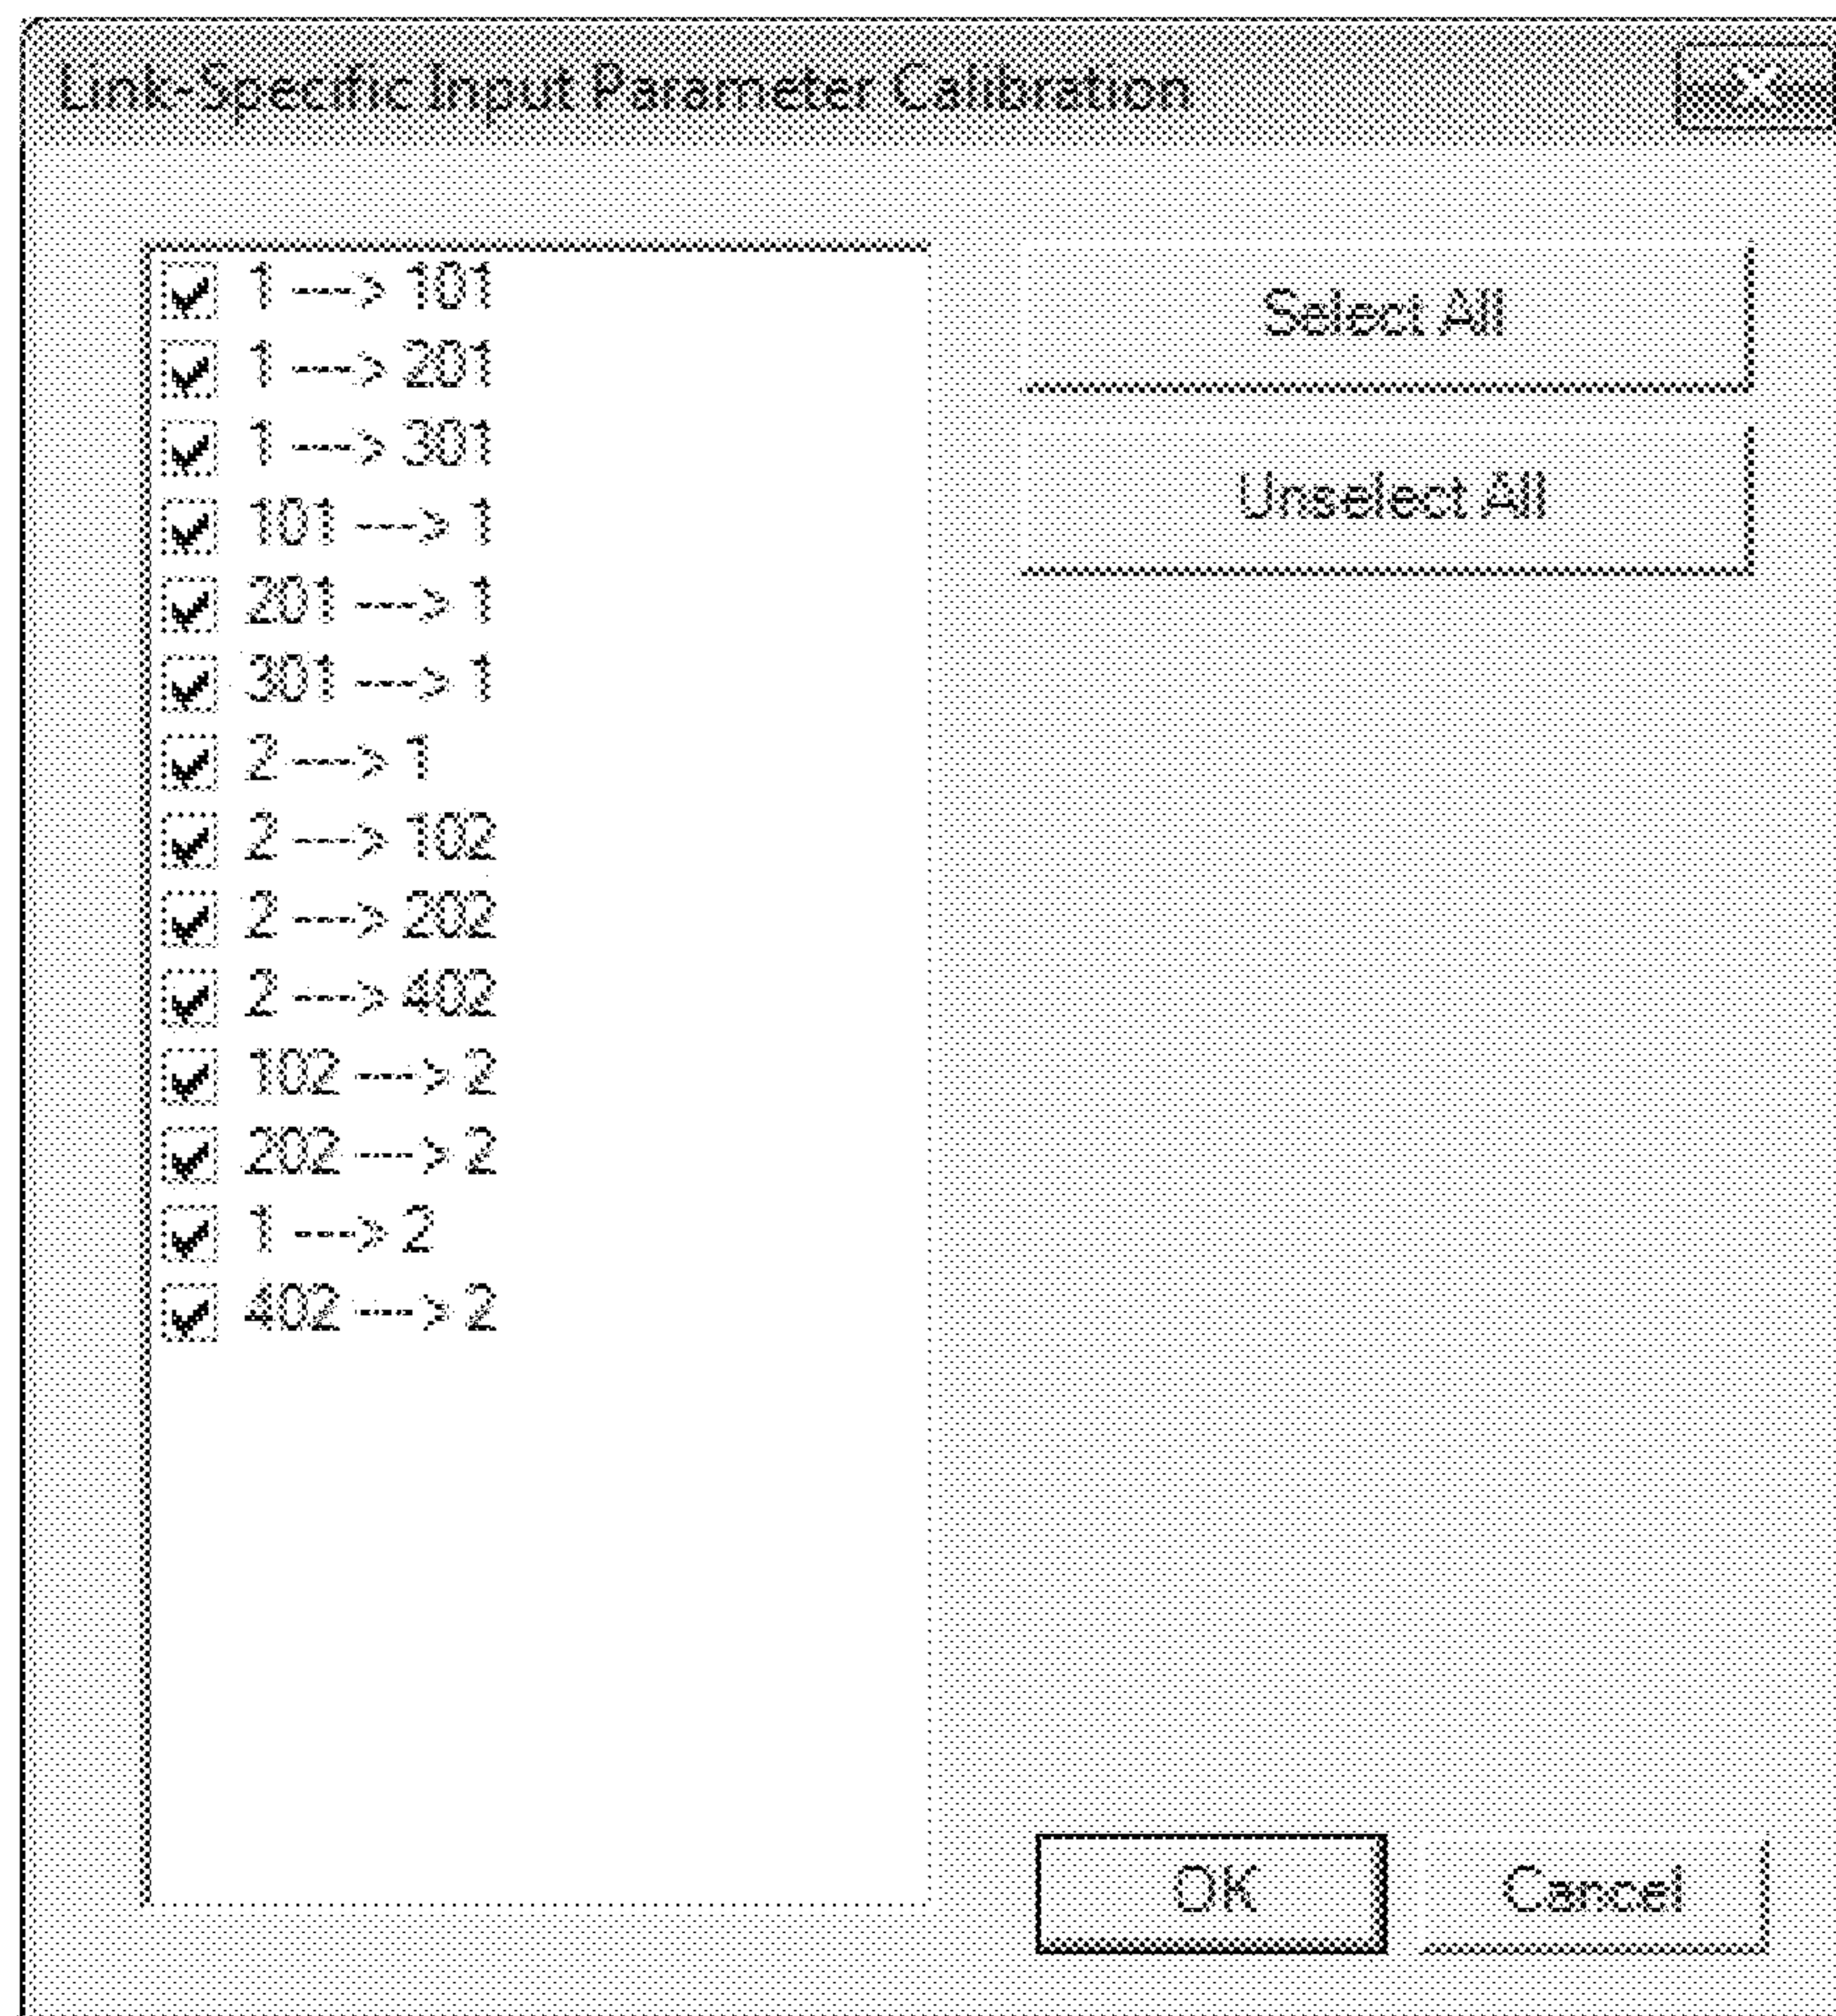 Link-Specific Input Parameter Calibration
1 ---> 101
1 ---> 201
1 ---> 301
101 ---> 1
201 ---> 1
301 ---> 1
2 ---> 1
2 ---> 102
2 ---> 202
2 ---> 402
102 ---> 2
202 ---> 2
1 ---> 2
402 ---> 2
Select All
Unselect All
OK
Cancel